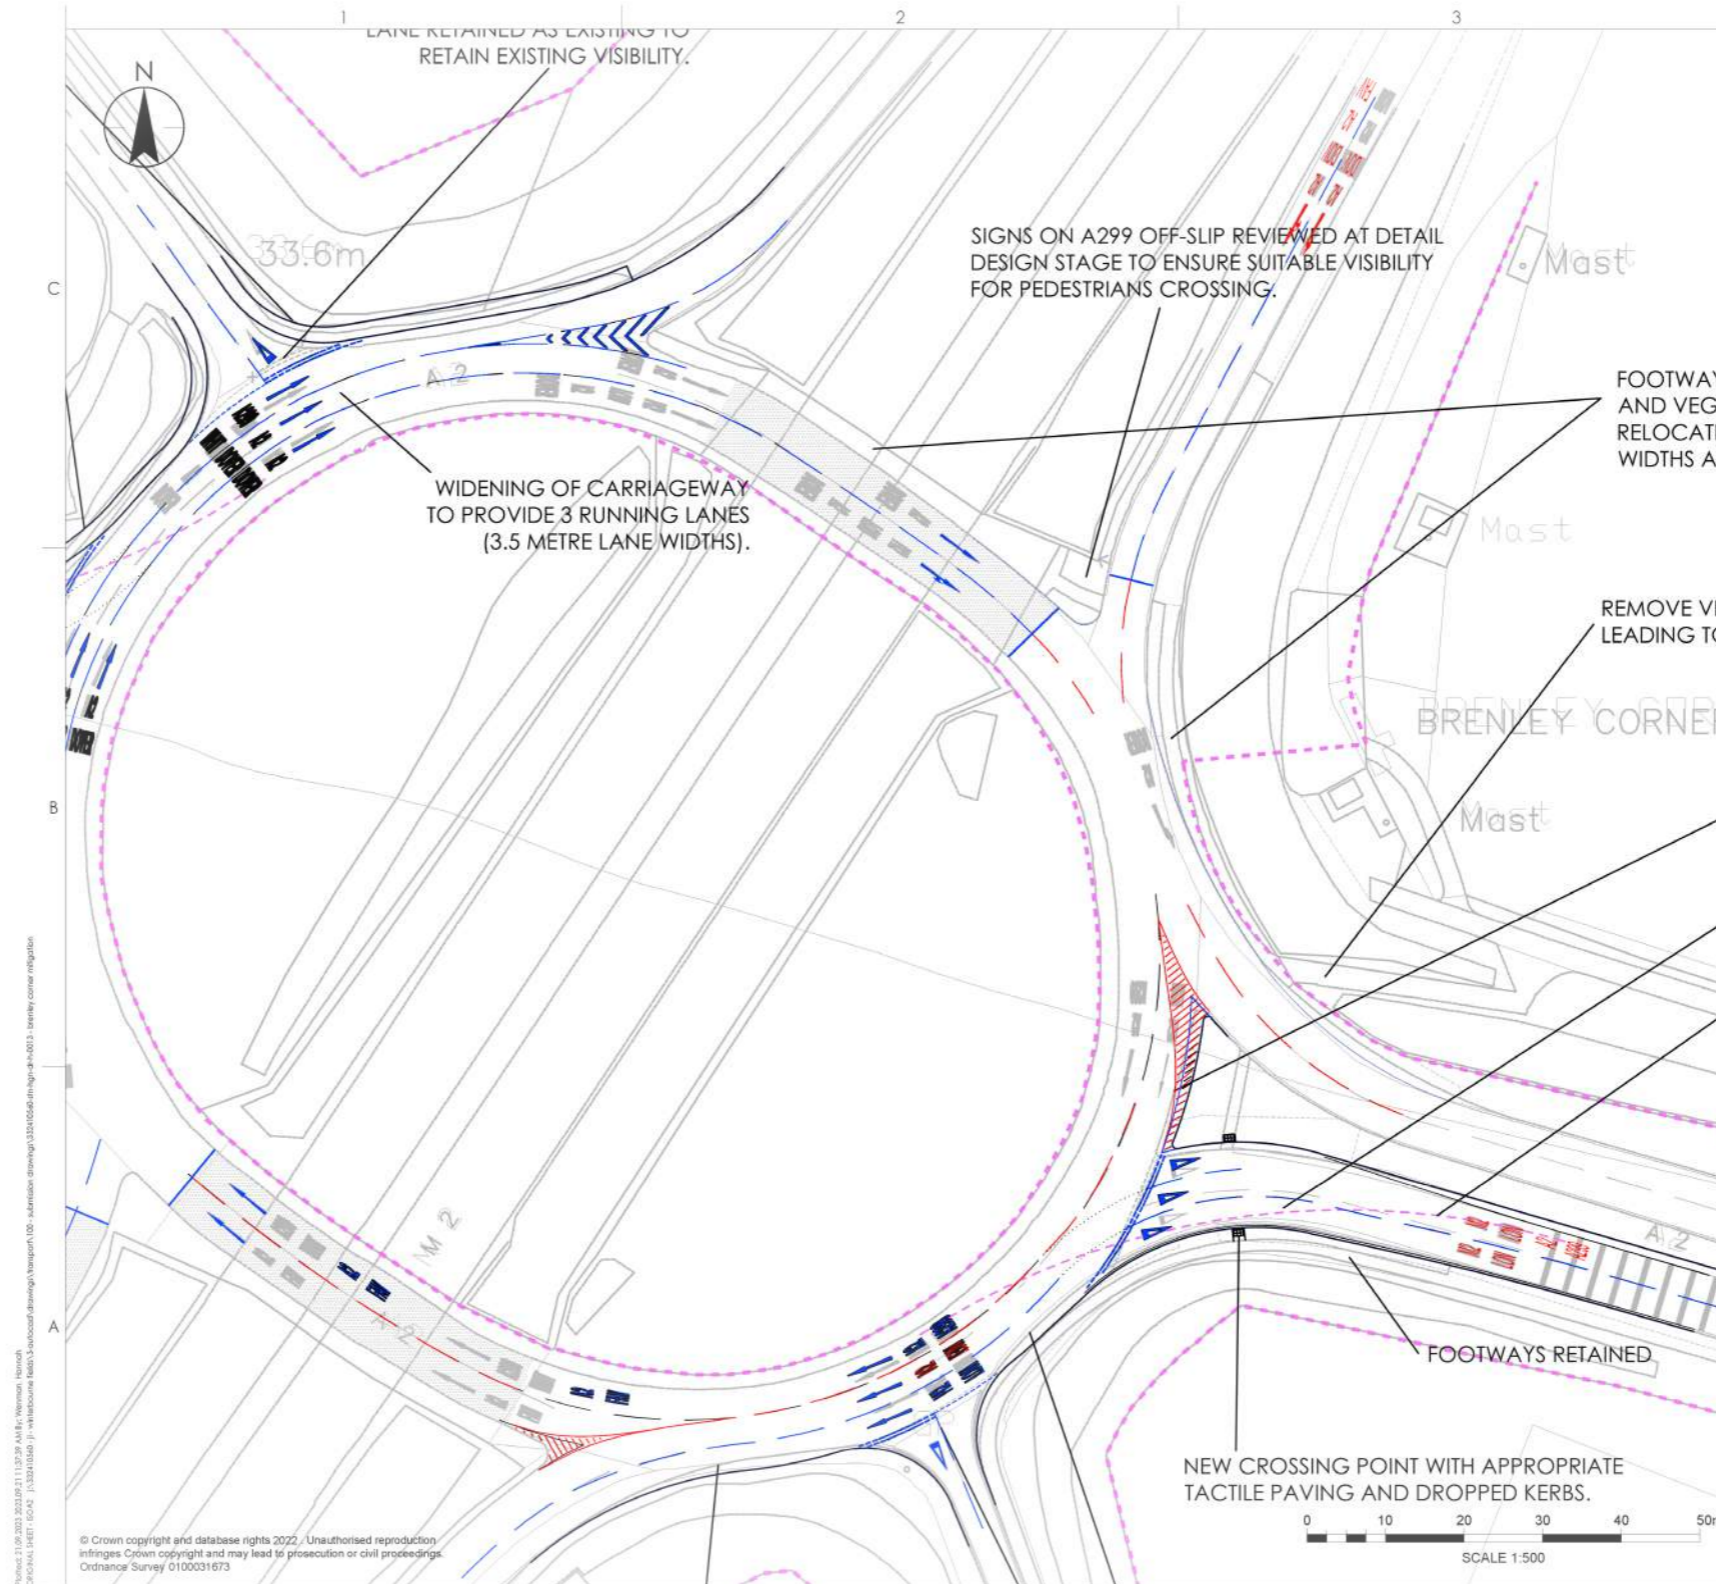 1
2
3
LANE RETAINED AS EXISTING TO
RETAIN EXISTING VISIBILITY.
N
33.6m
C
SIGNS ON A299 OFF-SLIP REVIEWED AT DETAIL
DESIGN STAGE TO ENSURE SUITABLE VISIBILITY
FOR PEDESTRIANS CROSSING.
Mast
A 2
FOOTWAY
AND VEG
RELOCATI
WIDTHS A
WIDENING OF CARRIAGEWAY
TO PROVIDE 3 RUNNING LANES
(3.5 METRE LANE WIDTHS).
Mast
REMOVE VE
LEADING TO
BRENLEY CORNER
B
Mast
M 2
A 2
A 2
A
FOOTWAYS RETAINED
NEW CROSSING POINT WITH APPROPRIATE
TACTILE PAVING AND DROPPED KERBS.
0 10 20 30 40 50m
SCALE 1:500
© Crown copyright and database rights 2022. Unauthorised reproduction
infringes Crown copyright and may lead to prosecution or civil proceedings.
Ordnance Survey 0100031673